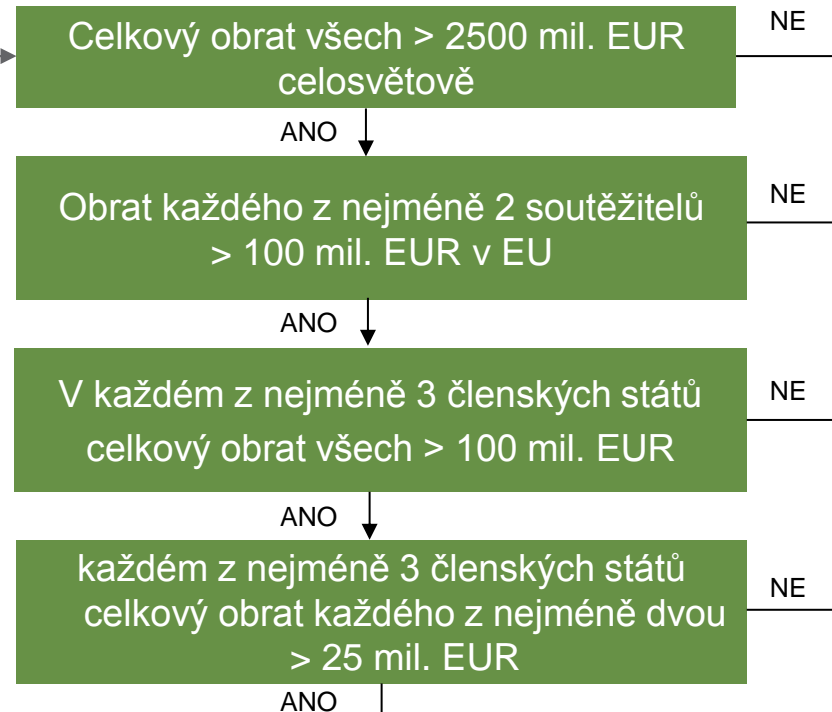 Celkový obrat všech > 2500 mil. EUR
celosvětově
NE
ANO
Obrat každého z nejméně 2 soutěžitelů
> 100 mil. EUR v EU
NE
ANO
V každém z nejméně 3 členských států
celkový obrat všech > 100 mil. EUR
NE
ANO
každém z nejméně 3 členských států
celkový obrat každého z nejméně dvou
> 25 mil. EUR
NE
ANO